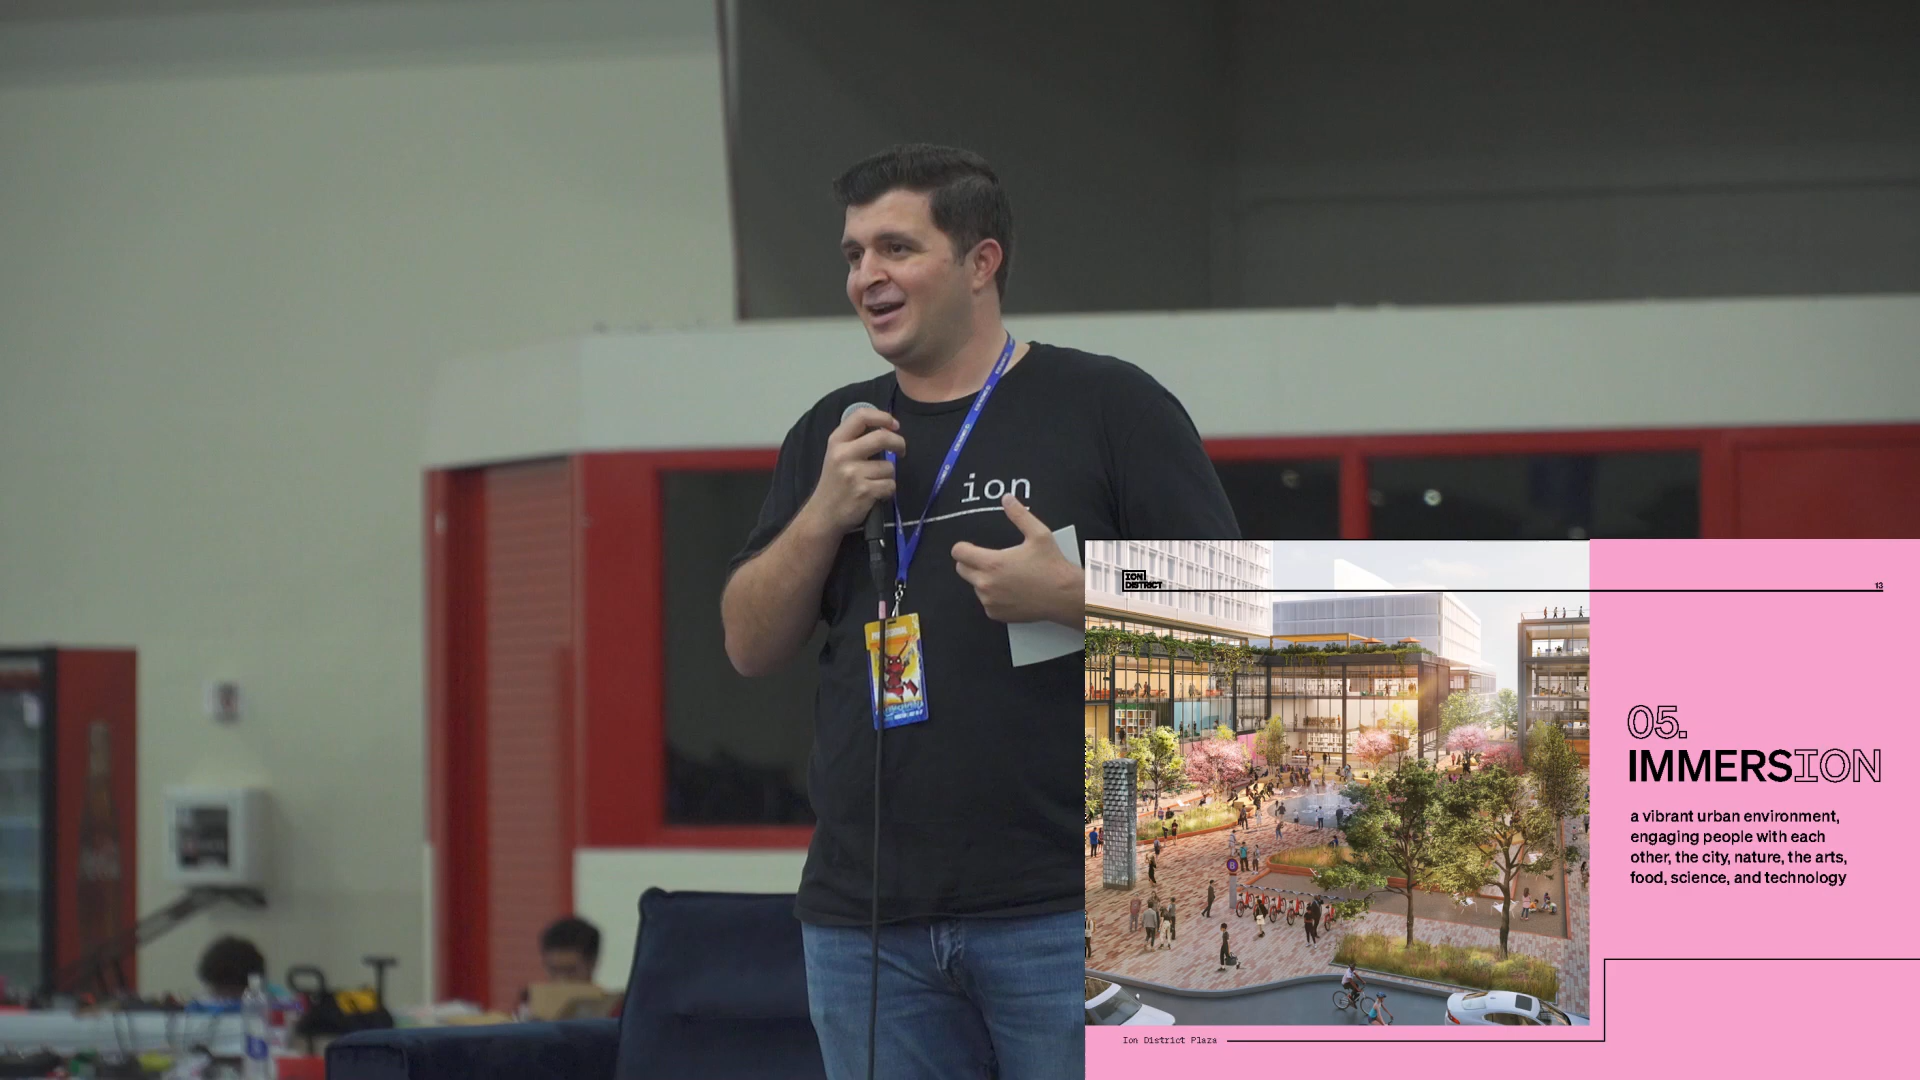 ion
ION
DISTRICT
13
05.
IMMERSION
a vibrant urban environment,
engaging people with each
other, the city, nature, the arts,
food, science, and technology
Ion District Plaza